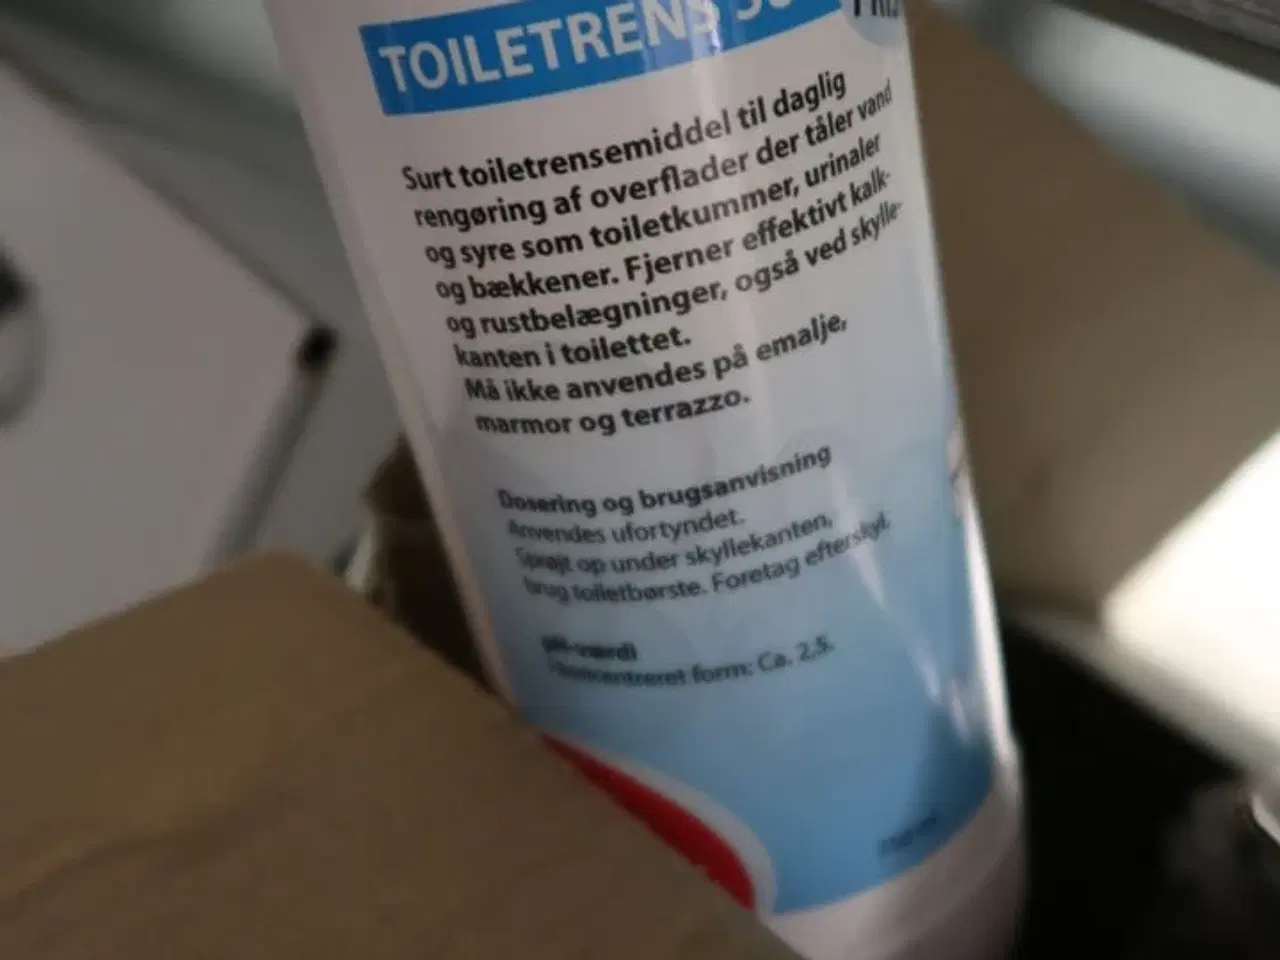 TOILETRENS
Surt toiletrensemiddel til daglig
rengøring af overflader der tåler vand
og syre som toiletkummer, urinaler
og bækkener. Fjerner effektivt kalk-
og rustbelægninger, også ved skylle-
kanten i toilettet.
Må ikke anvendes på emalje,
marmor og terrazzo.
Dosering og brugsanvisning
Anvendes ufortyndet.
Sprøjt op under skyllekanten,
brug toiletbørste. Foretag efterskyl.
pH-værdi
I koncentreret form: Ca. 2,5.